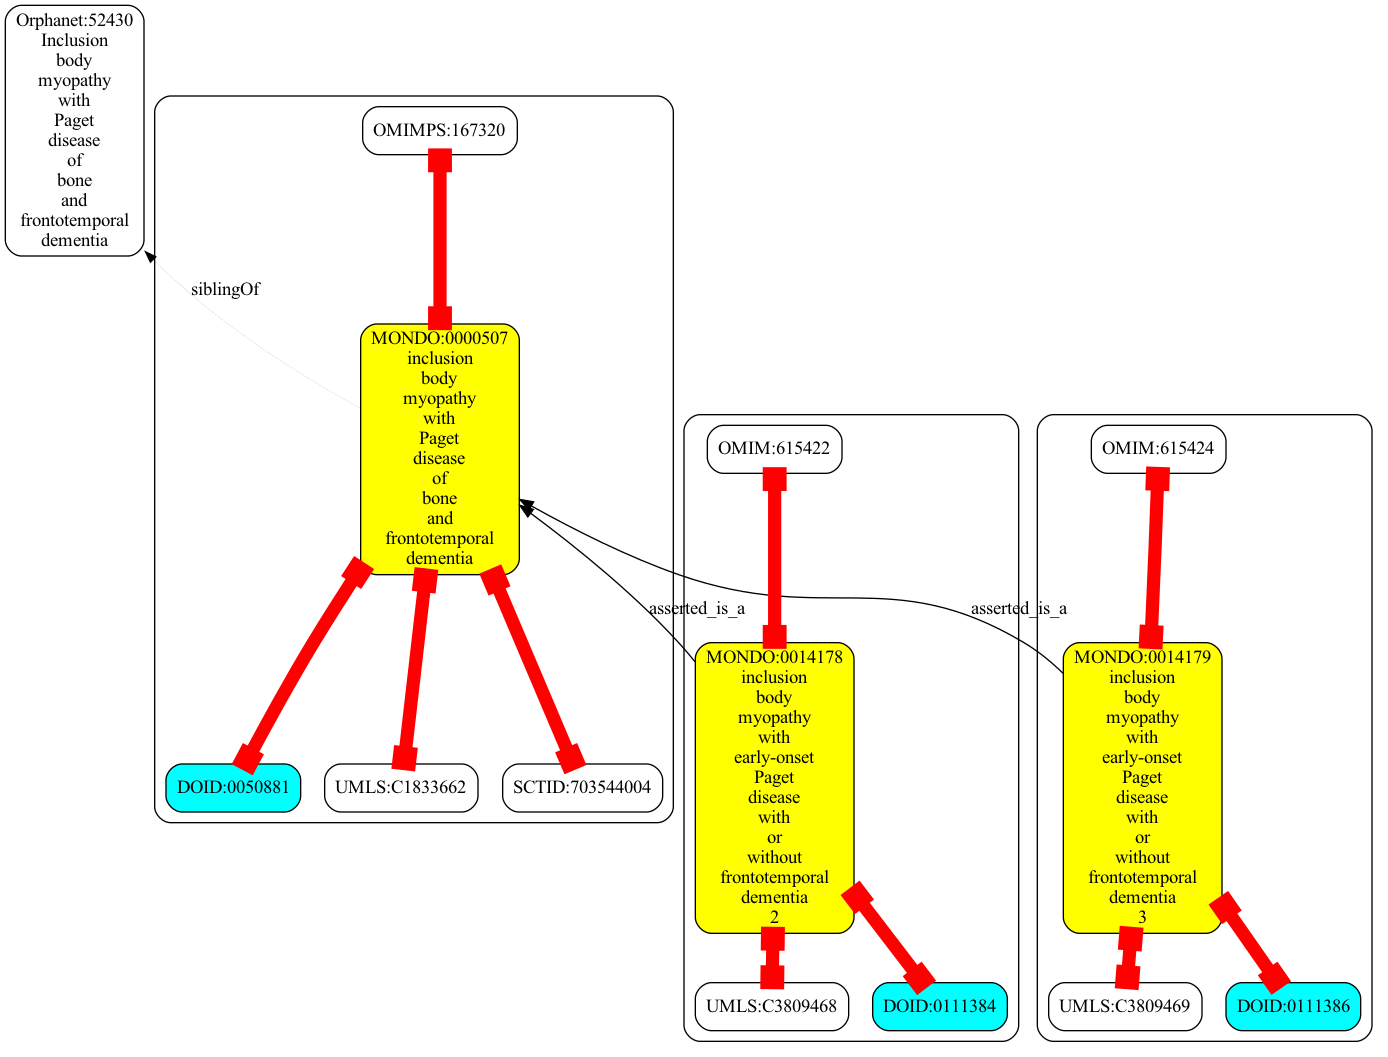 Orphanet:52430
Inclusion
body
myopathy
with
Paget
disease
of
bone
and
frontotemporal
dementia
siblingOf
OMIMPS:167320
MONDO:0000507
inclusion
body
myopathy
with
Paget
disease
of
bone
and
frontotemporal
dementia
DOID:0050881
UMLS:C1833662
SCTID:703544004
asserted_is_a
OMIM:615422
MONDO:0014178
inclusion
body
myopathy
with
early-onset
Paget
disease
with
or
without
frontotemporal
dementia
2
UMLS:C3809468
DOID:0111384
asserted_is_a
OMIM:615424
MONDO:0014179
inclusion
body
myopathy
with
early-onset
Paget
disease
with
or
without
frontotemporal
dementia
3
UMLS:C3809469
DOID:0111386